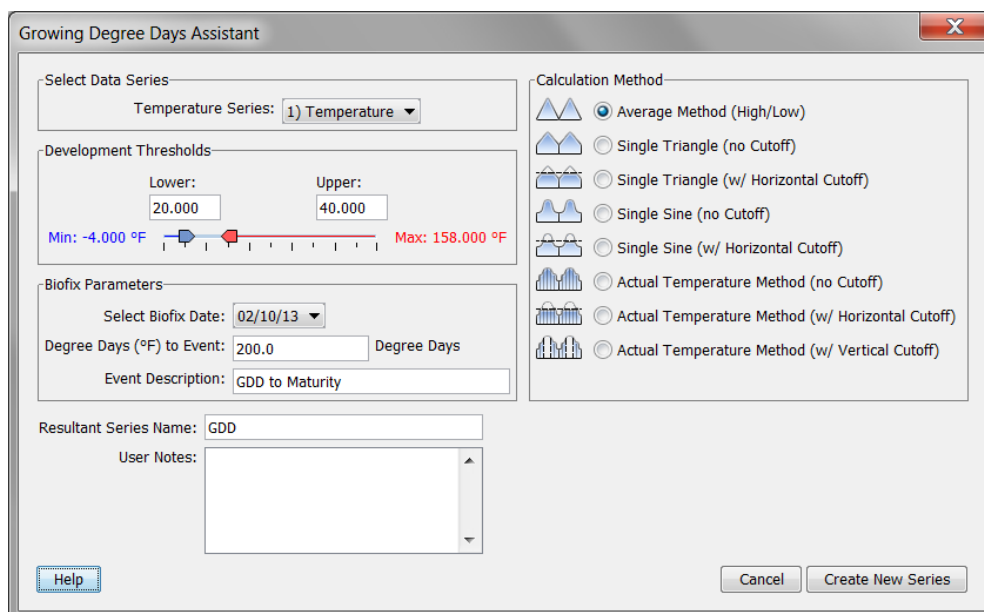 Growing Degree Days Assistant
X
Select Data Series
Temperature Series: 1) Temperature
Development Thresholds
Lower: Upper:
20.000 40.000
Min: -4.000 ºF Max: 158.000 ºF
Biofix Parameters
Select Biofix Date: 02/10/13
Degree Days (ºF) to Event: 200.0 Degree Days
Event Description: GDD to Maturity
Resultant Series Name: GDD
User Notes:
Calculation Method
Average Method (High/Low)
Single Triangle (no Cutoff)
Single Triangle (w/ Horizontal Cutoff)
Single Sine (no Cutoff)
Single Sine (w/ Horizontal Cutoff)
Actual Temperature Method (no Cutoff)
Actual Temperature Method (w/ Horizontal Cutoff)
Actual Temperature Method (w/ Vertical Cutoff)
Help Cancel Create New Series